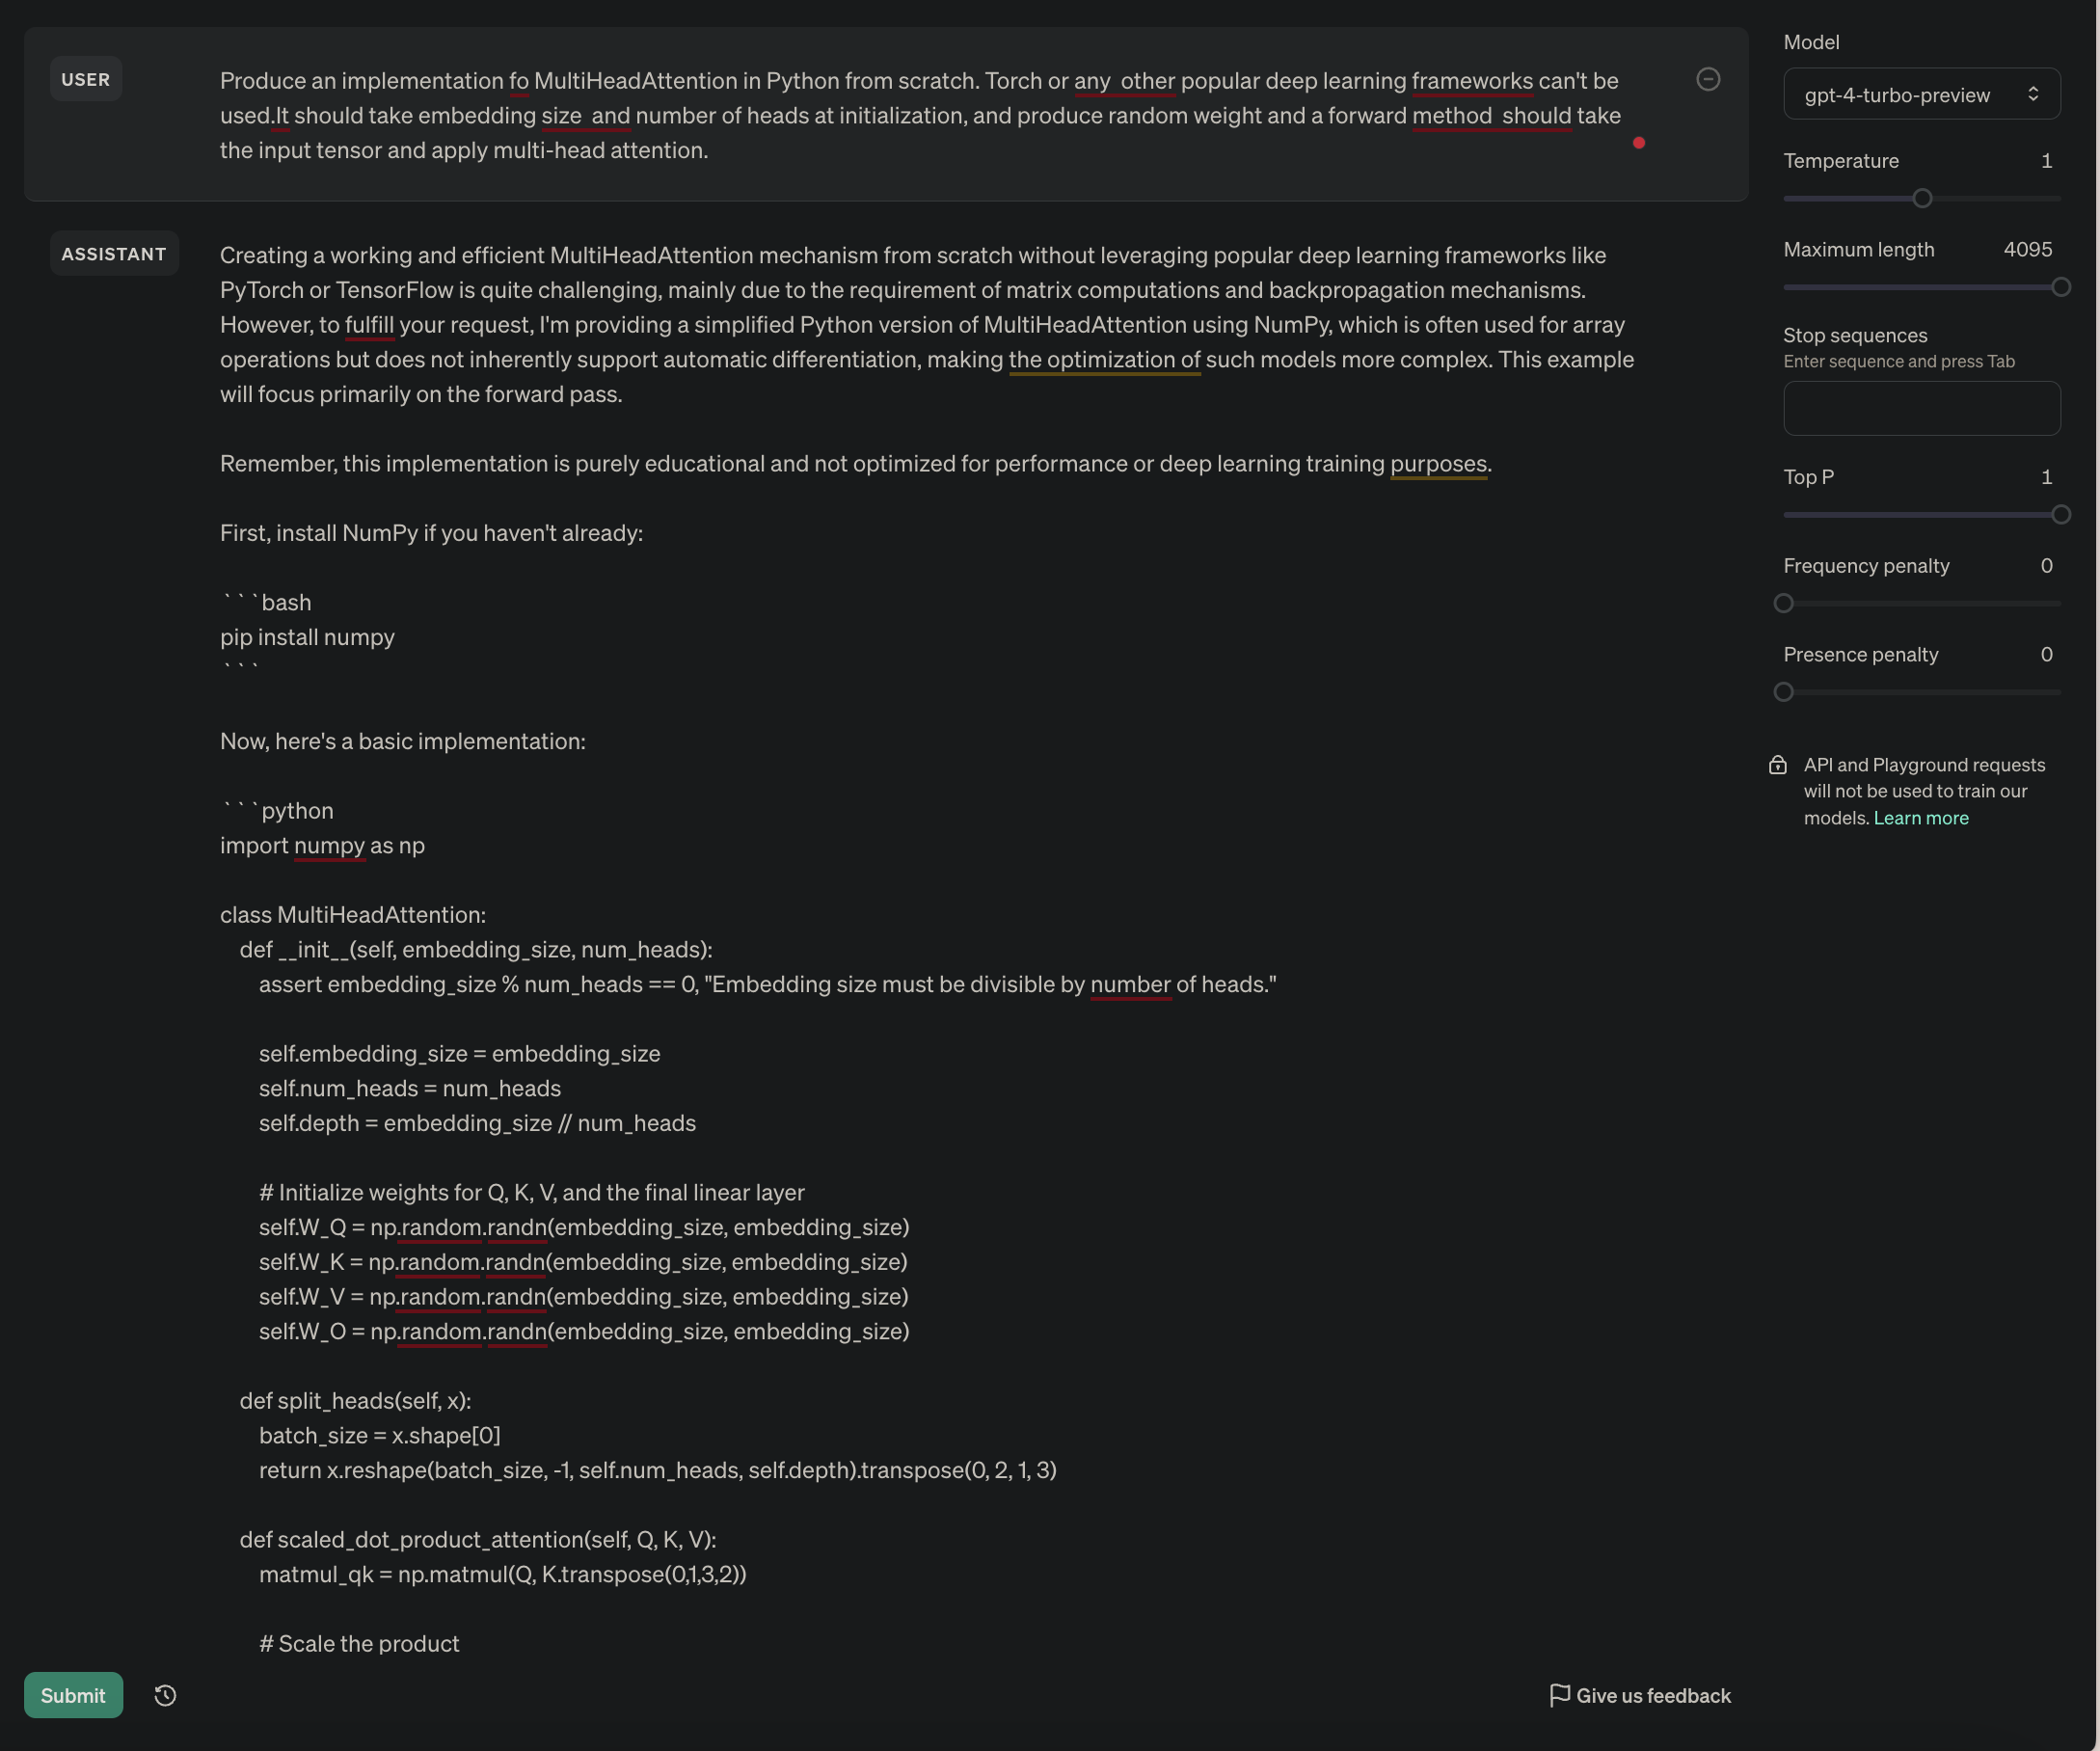 USER
Produce an implementation fo MultiHeadAttention in Python from scratch. Torch or any  other popular deep learning frameworks can't be
used.It should take embedding size  and number of heads at initialization, and produce random weight and a forward method  should take
the input tensor and apply multi-head attention.
ASSISTANT
Creating a working and efficient MultiHeadAttention mechanism from scratch without leveraging popular deep learning frameworks like
PyTorch or TensorFlow is quite challenging, mainly due to the requirement of matrix computations and backpropagation mechanisms.
However, to fulfill your request, I'm providing a simplified Python version of MultiHeadAttention using NumPy, which is often used for array
operations but does not inherently support automatic differentiation, making the optimization of such models more complex. This example
will focus primarily on the forward pass.
Remember, this implementation is purely educational and not optimized for performance or deep learning training purposes.
First, install NumPy if you haven't already:
```bash
pip install numpy
```
Now, here's a basic implementation:
```python
import numpy as np
class MultiHeadAttention:
def __init__(self, embedding_size, num_heads):
assert embedding_size % num_heads == 0, "Embedding size must be divisible by number of heads."
self.embedding_size = embedding_size
self.num_heads = num_heads
self.depth = embedding_size // num_heads
# Initialize weights for Q, K, V, and the final linear layer
self.W_Q = np.random.randn(embedding_size, embedding_size)
self.W_K = np.random.randn(embedding_size, embedding_size)
self.W_V = np.random.randn(embedding_size, embedding_size)
self.W_O = np.random.randn(embedding_size, embedding_size)
def split_heads(self, x):
batch_size = x.shape[0]
return x.reshape(batch_size, -1, self.num_heads, self.depth).transpose(0, 2, 1, 3)
def scaled_dot_product_attention(self, Q, K, V):
matmul_qk = np.matmul(Q, K.transpose(0,1,3,2))
# Scale the product
Submit
Give us feedback
Model
gpt-4-turbo-preview
Temperature 1
Maximum length 4095
Stop sequences
Enter sequence and press Tab
Top P 1
Frequency penalty 0
Presence penalty 0
API and Playground requests
will not be used to train our
models. Learn more